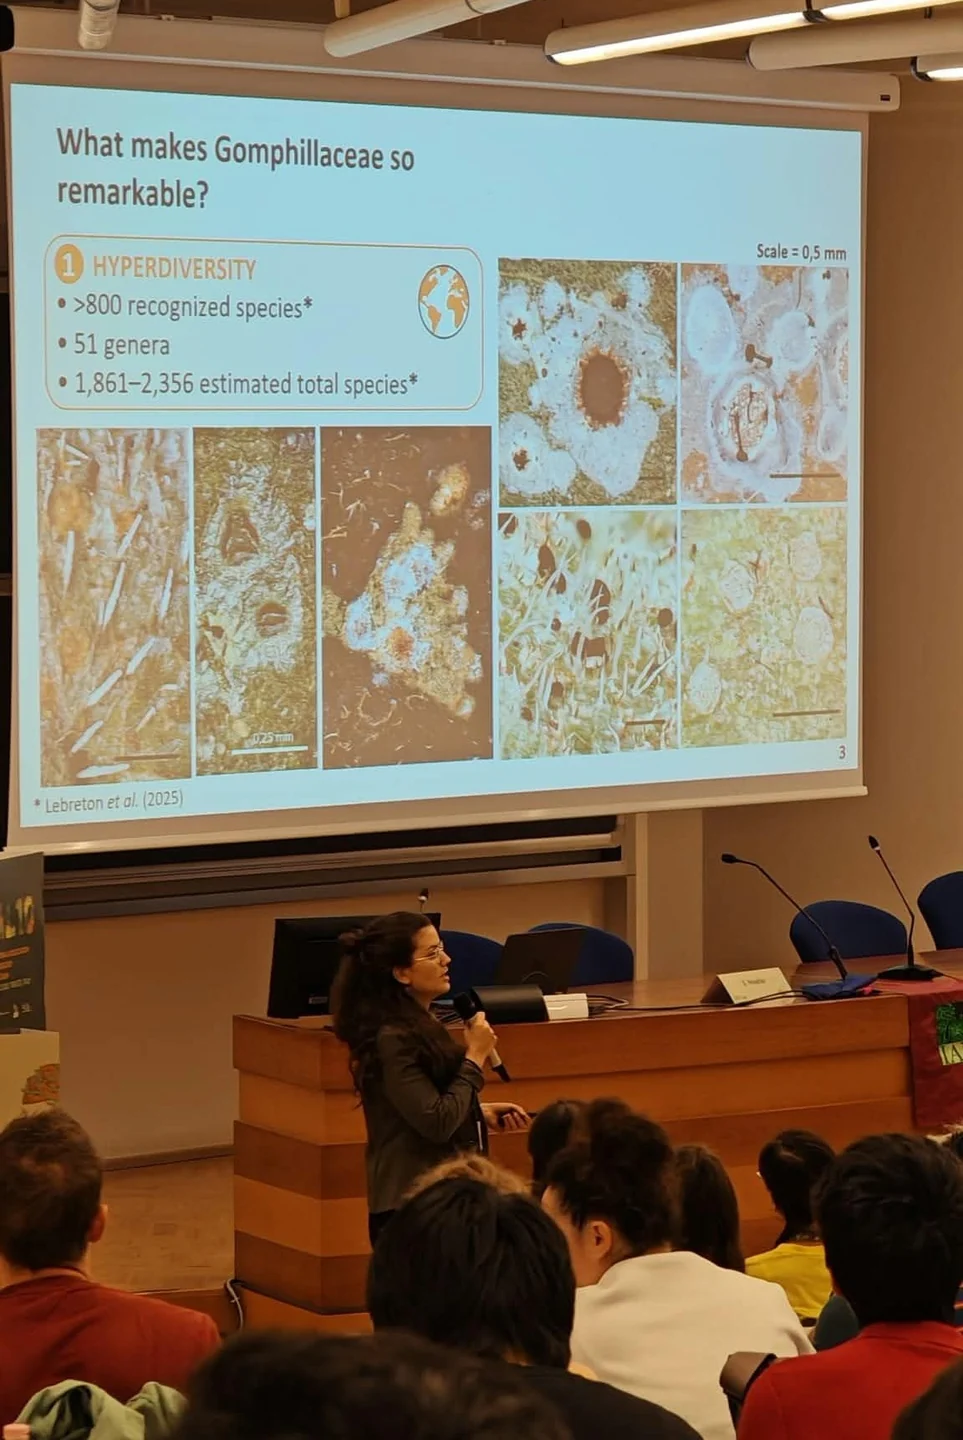 What makes Gomphillaceae so
remarkable?
1 HYPERDIVERSITY
• >800 recognized species*
• 51 genera
• 1,861–2,356 estimated total species*
Scale = 0,5 mm
0.25 mm
3
* Lebreton et al. (2025)